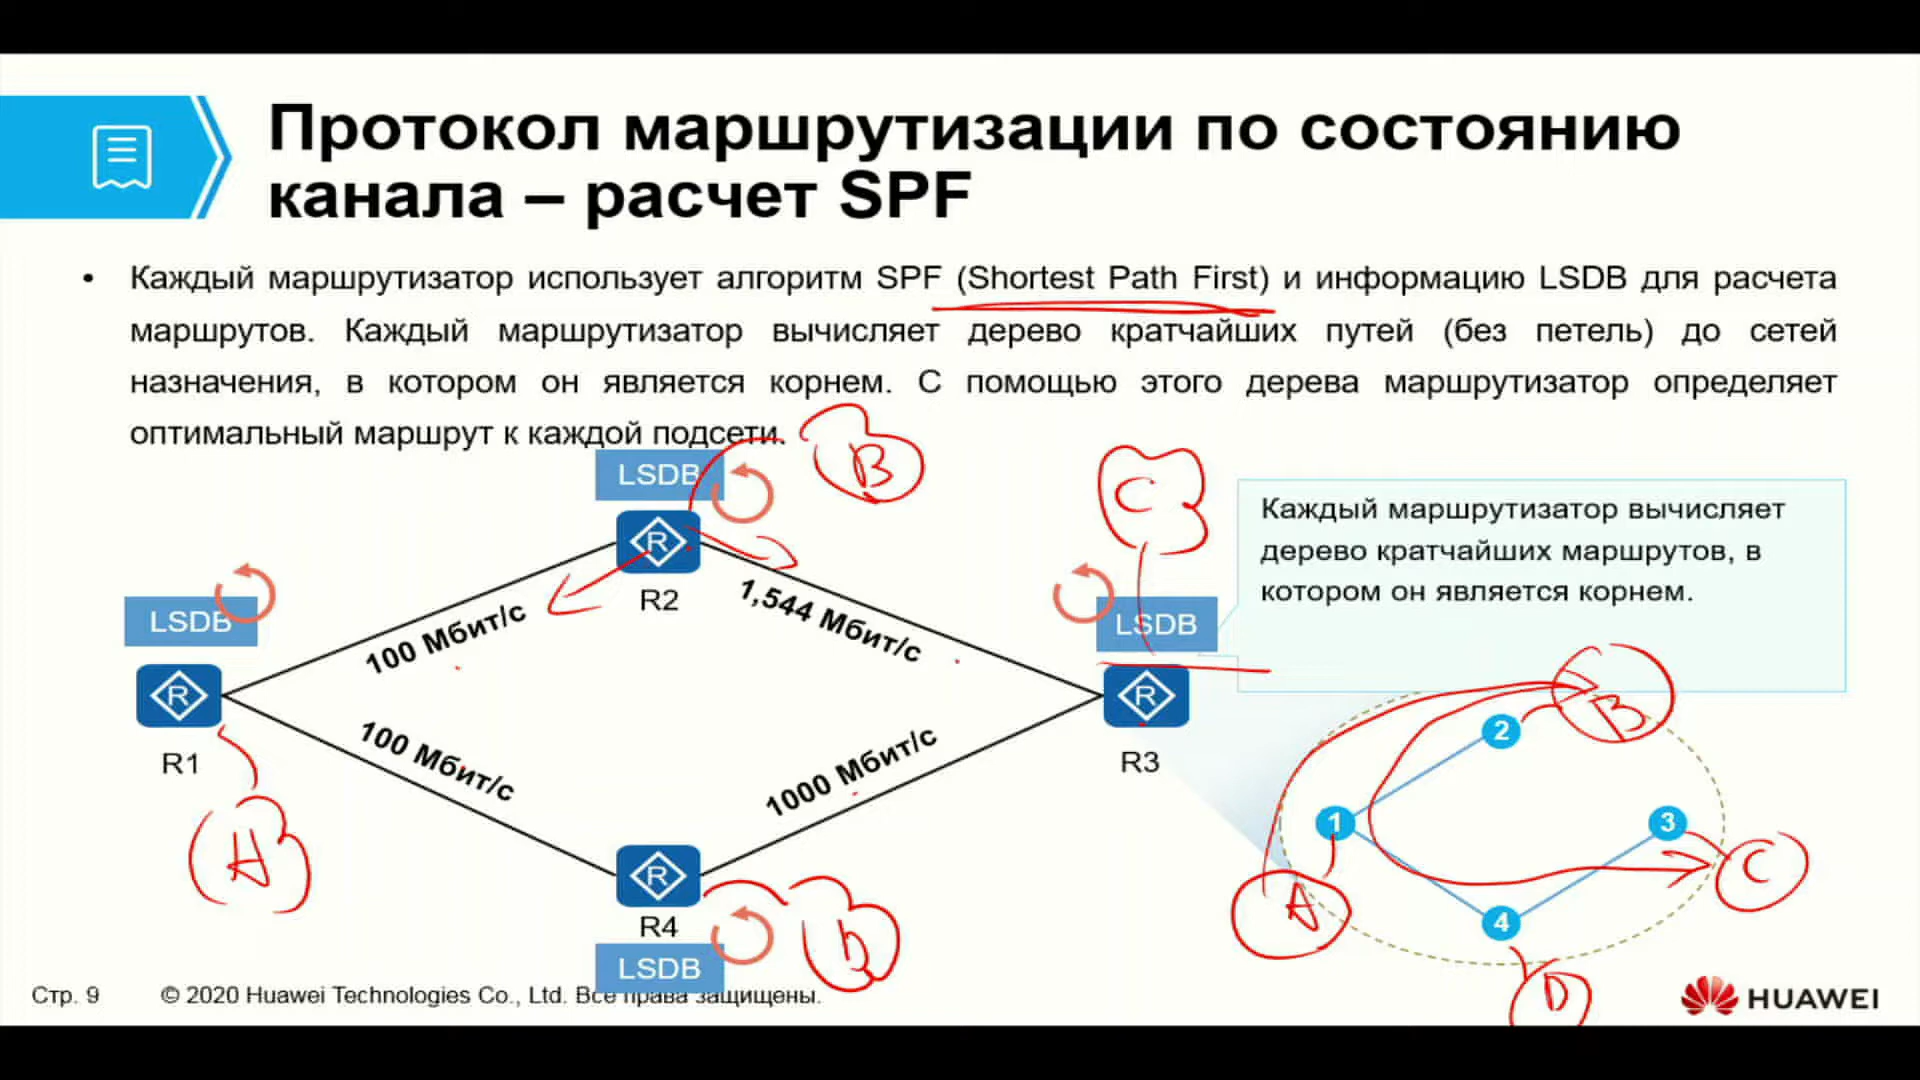 Протокол маршрутизации по состоянию
канала – расчет SPF
• Каждый маршрутизатор использует алгоритм SPF (Shortest Path First) и информацию LSDB для расчета
маршрутов. Каждый маршрутизатор вычисляет дерево кратчайших путей (без петель) до сетей
назначения, в котором он является корнем. С помощью этого дерева маршрутизатор определяет
оптимальный маршрут к каждой подсети.
LSDB
B
C
R
R2
LSDB
R
R1
A
100 Мбит/с
1,544 Мбит/с
100 Мбит/с
1000 Мбит/с
LSDB
R
R3
R
R4
LSDB
D
Каждый маршрутизатор вычисляет
дерево кратчайших маршрутов, в
котором он является корнем.
2
B
1
3
A
C
4
D
Стр. 9
© 2020 Huawei Technologies Co., Ltd. Все права защищены.
HUAWEI